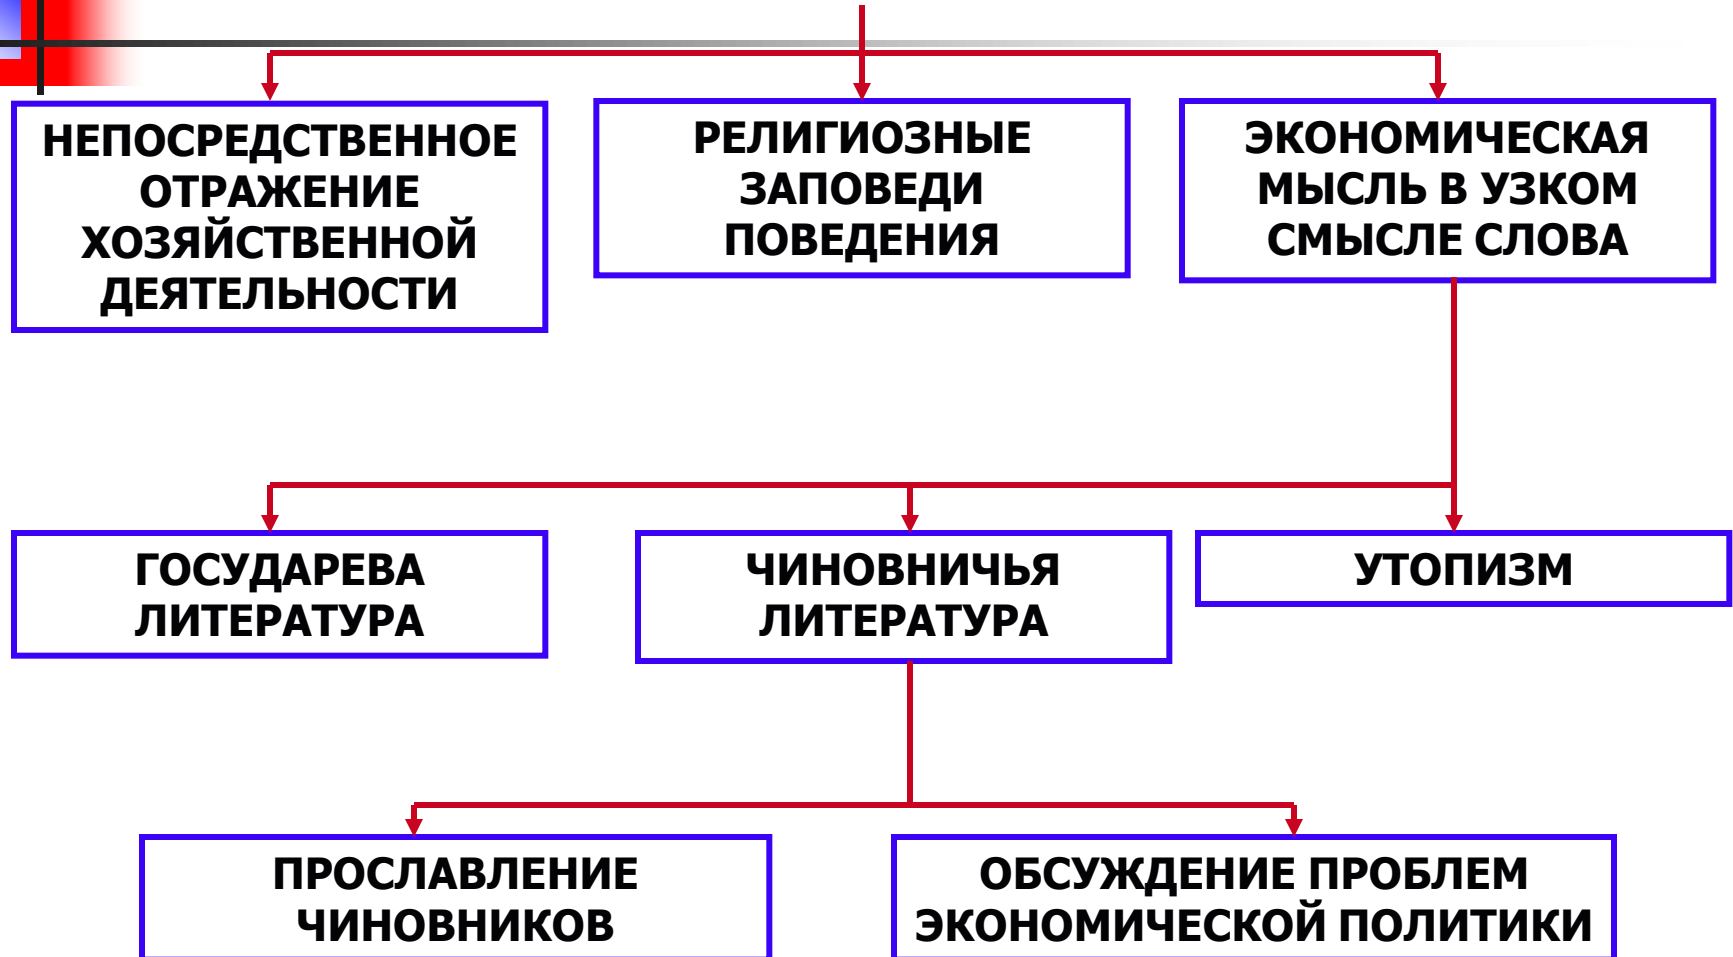 НЕПОСРЕДСТВЕННОЕ
ОТРАЖЕНИЕ
ХОЗЯЙСТВЕННОЙ
ДЕЯТЕЛЬНОСТИ
РЕЛИГИОЗНЫЕ
ЗАПОВЕДИ
ПОВЕДЕНИЯ
ЭКОНОМИЧЕСКАЯ
МЫСЛЬ В УЗКОМ
СМЫСЛЕ СЛОВА
ГОСУДАРЕВА
ЛИТЕРАТУРА
ЧИНОВНИЧЬЯ
ЛИТЕРАТУРА
УТОПИЗМ
ПРОСЛАВЛЕНИЕ
ЧИНОВНИКОВ
ОБСУЖДЕНИЕ ПРОБЛЕМ
ЭКОНОМИЧЕСКОЙ ПОЛИТИКИ